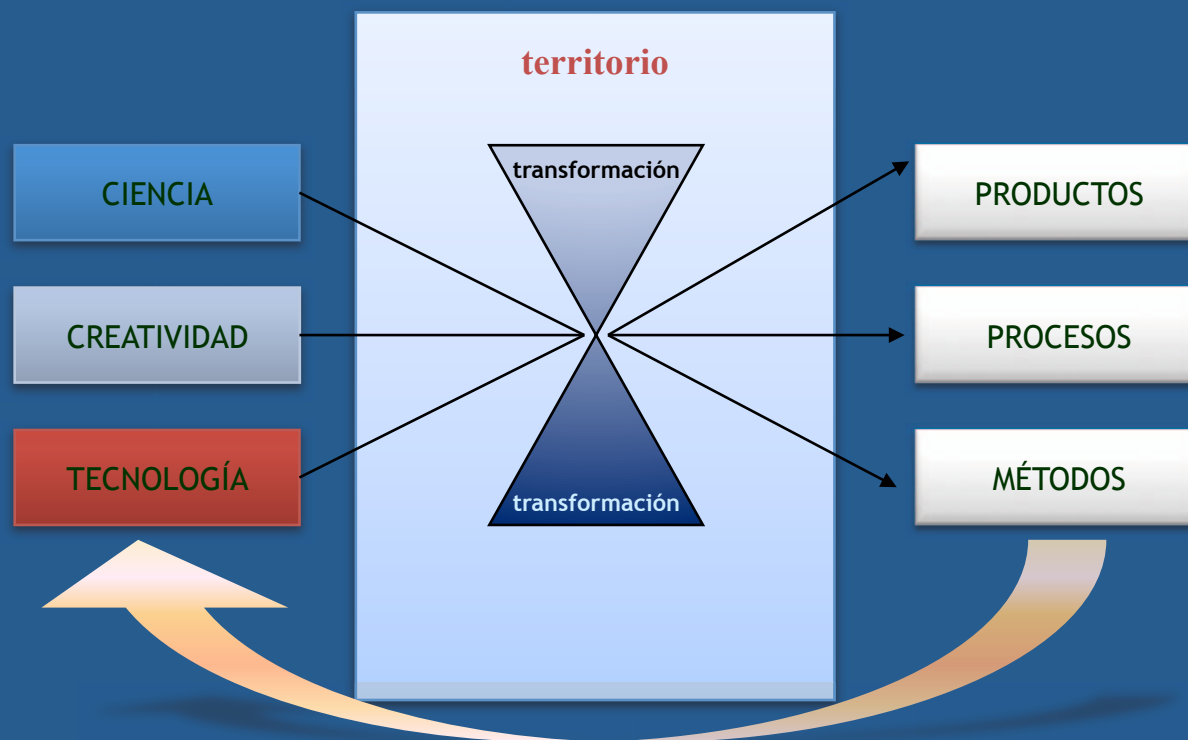 territorio
transformación
CIENCIA
PRODUCTOS
CREATIVIDAD
PROCESOS
TECNOLOGÍA
MÉTODOS
transformación